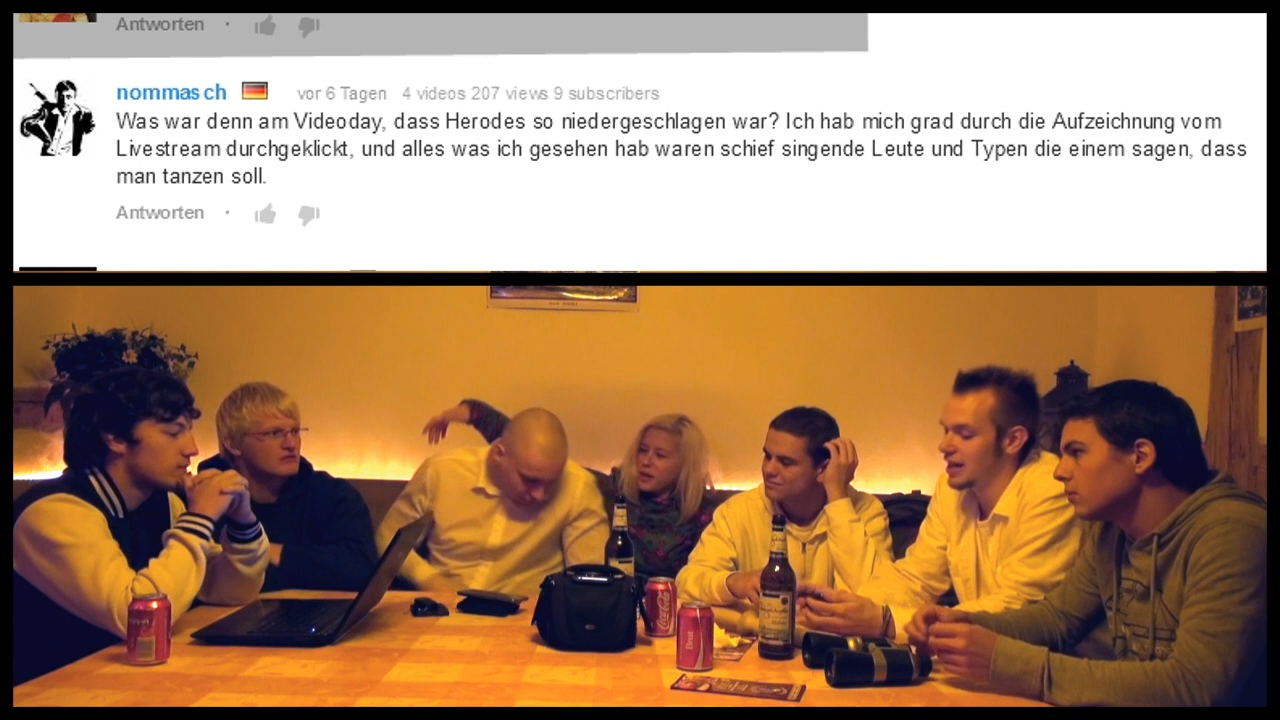 Antworten ·
nommasch vor 6 Tagen 4 videos 207 views 9 subscribers
Was war denn am Videoday, dass Herodes so niedergeschlagen war? Ich hab mich grad durch die Aufzeichnung vom
Livestream durchgeklickt, und alles was ich gesehen hab waren schief singende Leute und Typen die einem sagen, dass
man tanzen soll.
Antworten ·
Coca-Cola